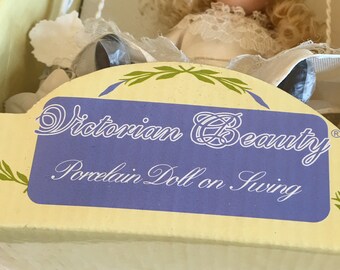 Victorian Beauty®
Porcelain Doll on Swing